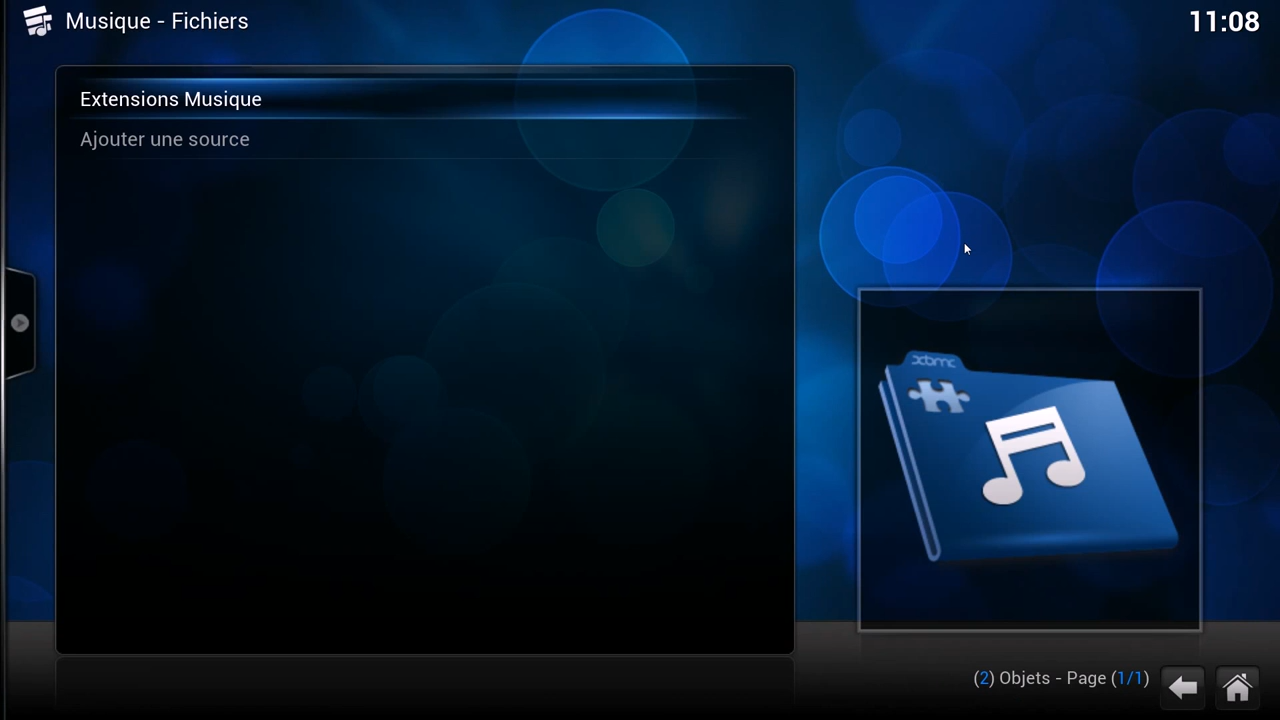 Musique - Fichiers
11:08
Extensions Musique
Ajouter une source
xbmc
(2) Objets - Page (1/1)